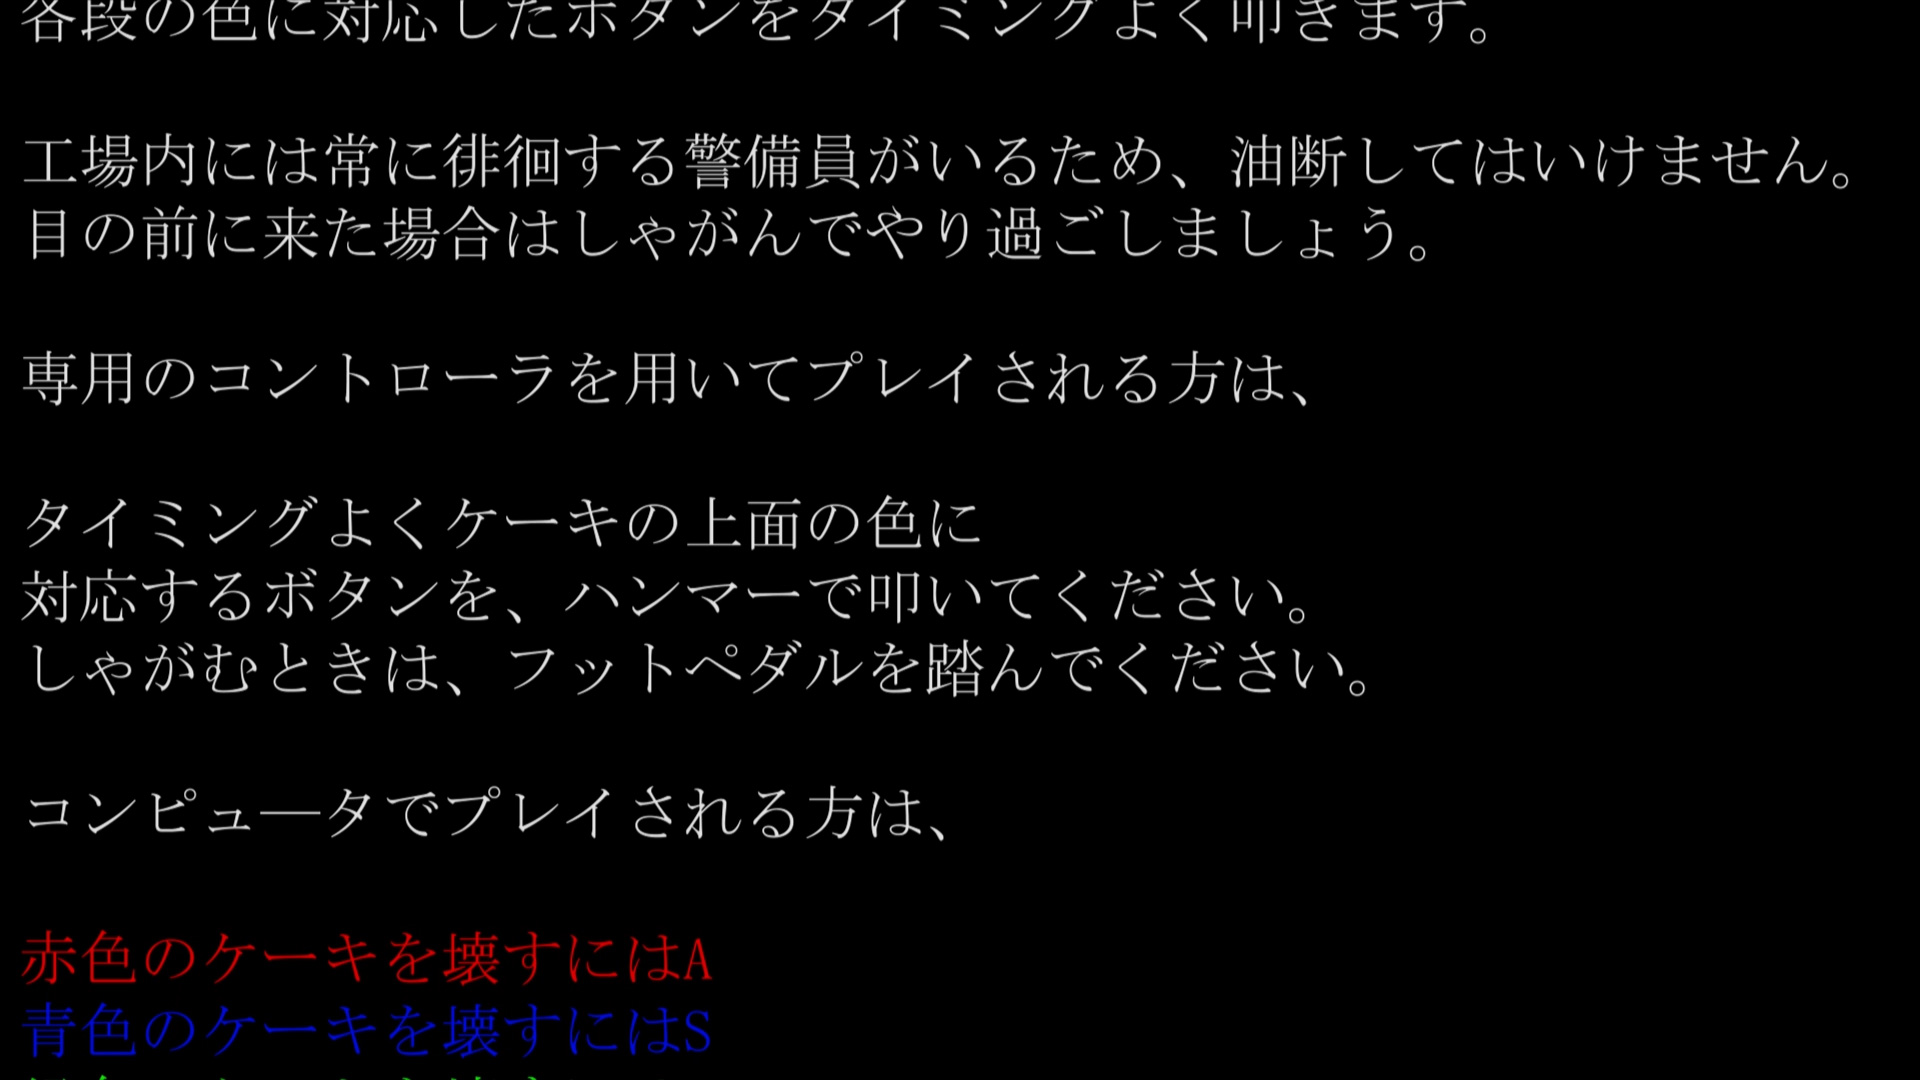 各段の色に対応したボタンをタイミングよく叩きます。
工場内には常に徘徊する警備員がいるため、油断してはいけません。
目の前に来た場合はしゃがんでやり過ごしましょう。
専用のコントローラを用いてプレイされる方は、
タイミングよくケーキの上面の色に
対応するボタンを、ハンマーで叩いてください。
しゃがむときは、フットペダルを踏んでください。
コンピュ―タでプレイされる方は、
赤色のケーキを壊すにはA
青色のケーキを壊すにはS